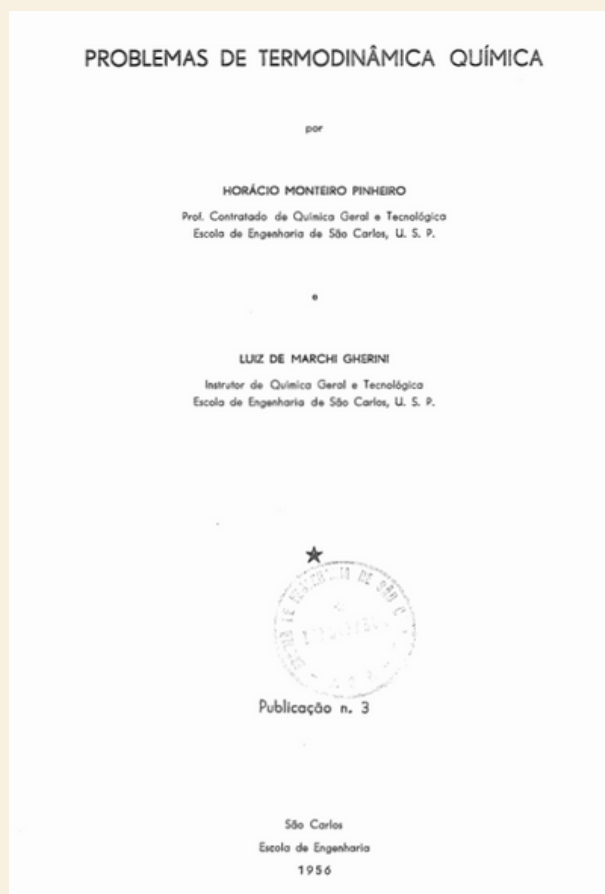 PROBLEMAS DE TERMODINÂMICA QUÍMICA
por
HORÁCIO MONTEIRO PINHEIRO
Prof. Contratado de Química Geral e Tecnológica
Escola de Engenharia de São Carlos, U. S. P.
e
LUIZ DE MARCHI GHERINI
Instrutor de Química Geral e Tecnológica
Escola de Engenharia de São Carlos, U. S. P.
DE SÃO
Publicação n. 3
São Carlos
Escola de Engenharia
1956